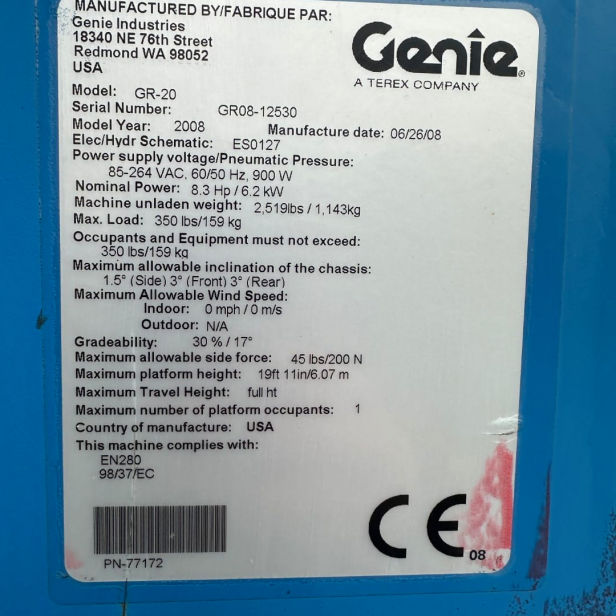 MANUFACTURED BY/FABRIQUE PAR:
Genie Industries
18340 NE 76th Street
Redmond WA 98052
USA
Genie.
A TEREX COMPANY
Model: GR-20
Serial Number: GR08-12530
Model Year: 2008 Manufacture date: 06/26/08
Elec/Hydr Schematic: ES0127
Power supply voltage/Pneumatic Pressure:
85-264 VAC, 60/50 Hz, 900 W
Nominal Power: 8.3 Hp / 6.2 kW
Machine unladen weight: 2,519lbs / 1,143kg
Max. Load: 350 lbs/159 kg
Occupants and Equipment must not exceed:
350 lbs/159 kg
Maximum allowable inclination of the chassis:
1.5° (Side) 3° (Front) 3° (Rear)
Maximum Allowable Wind Speed:
Indoor: 0 mph / 0 m/s
Outdoor: N/A
Gradeability: 30 % / 17°
Maximum allowable side force: 45 lbs/200 N
Maximum platform height: 19ft 11in/6.07 m
Maximum Travel Height: full ht
Maximum number of platform occupants: 1
Country of manufacture: USA
This machine complies with:
EN280
98/37/EC
CE 08
PN-77172